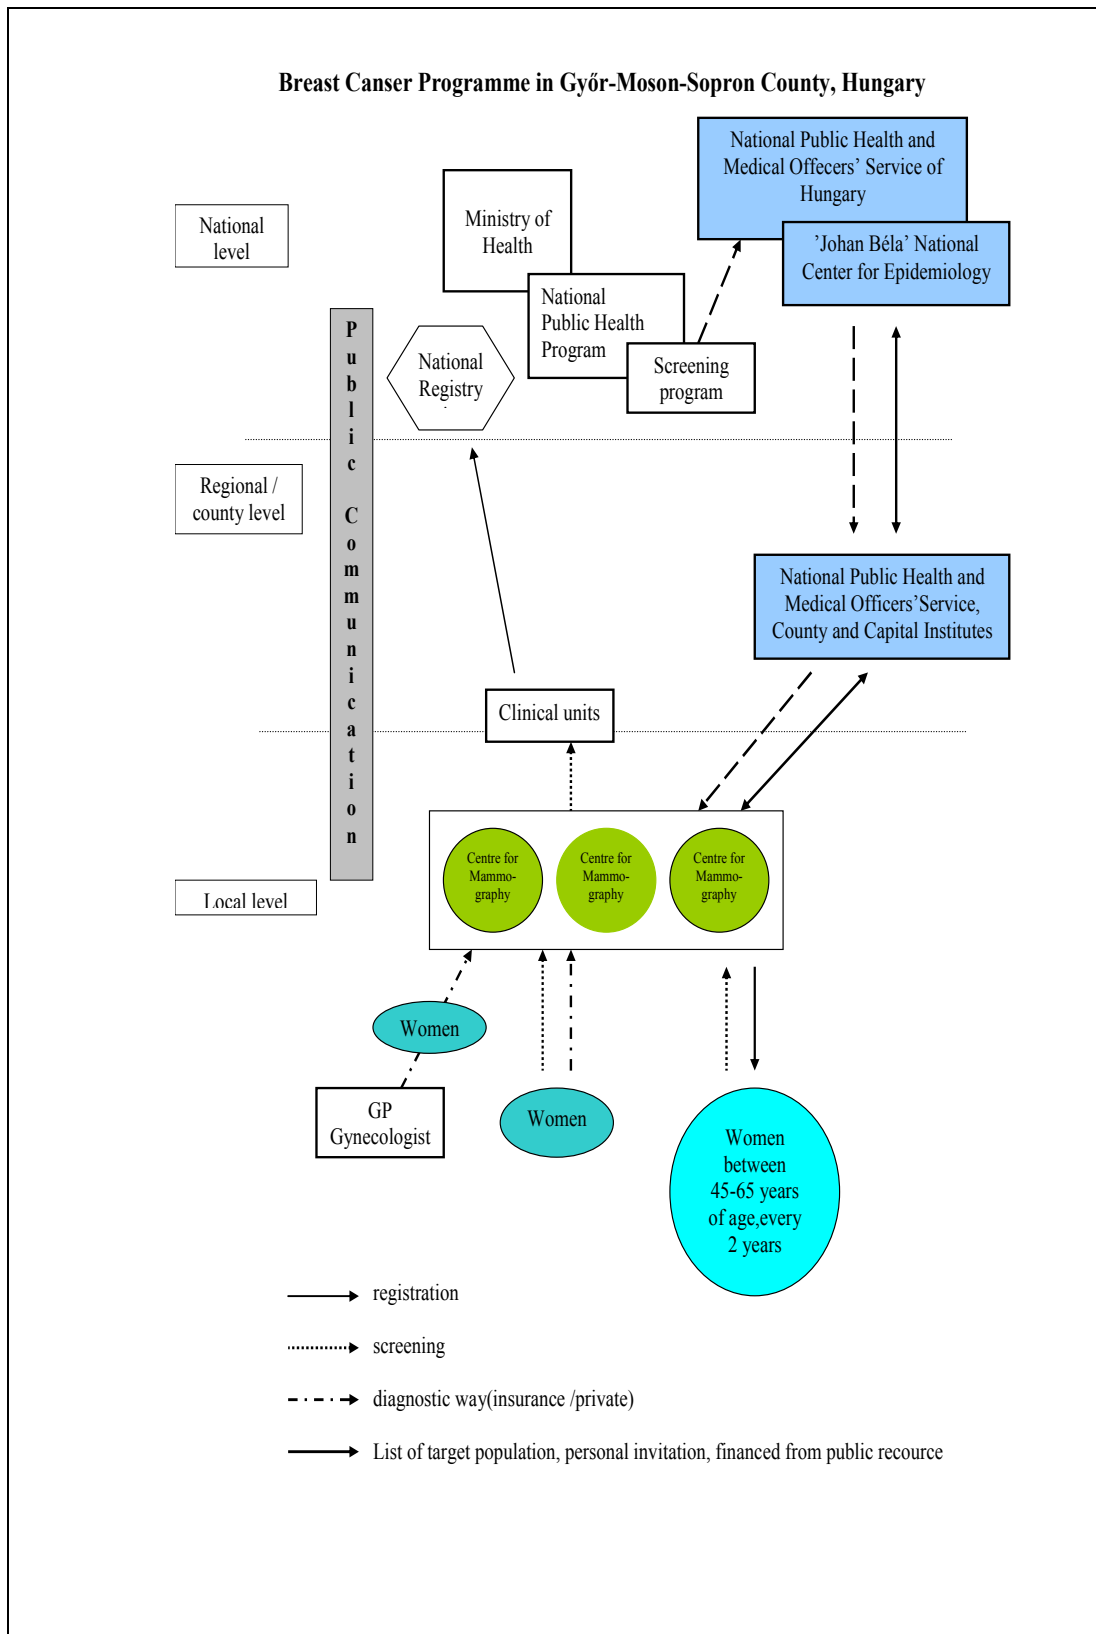 Breast Canser Programme in Győr-Moson-Sopron County, Hungary
National Public Health and
Medical Offecers’ Service of
Hungary
’Johan Béla’ National
Center for Epidemiology
Ministry of
Health
National
level
National
Public Health
Program
Screening
program
National
Registry
Public Communication
Regional /
county level
National Public Health and
Medical Officers’Service,
County and Capital Institutes
Clinical units
Centre for
Mammo-
graphy
Centre for
Mammo-
graphy
Centre for
Mammo-
graphy
Local level
Women
GP
Gynecologist
Women
Women
between
45-65 years
of age,every
2 years
registration
screening
diagnostic way(insurance /private)
List of target population, personal invitation, financed from public recource